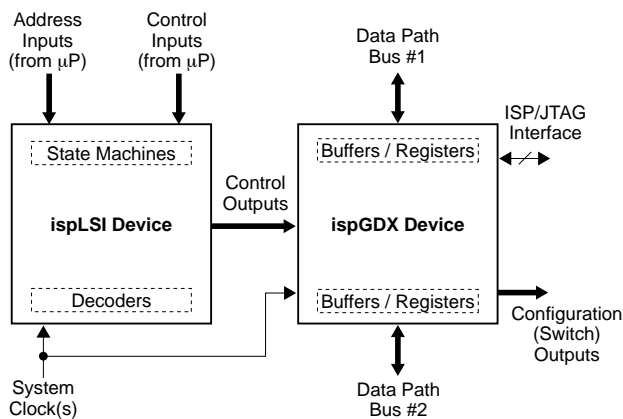 Address
Inputs
(from μP)
Control
Inputs
(from μP)
Data Path
Bus #1
ISP/JTAG
Interface
State Machines
Buffers / Registers
Control
Outputs
ispLSI Device
ispGDX Device
Decoders
Buffers / Registers
Configuration
(Switch)
Outputs
System
Clock(s)
Data Path
Bus #2